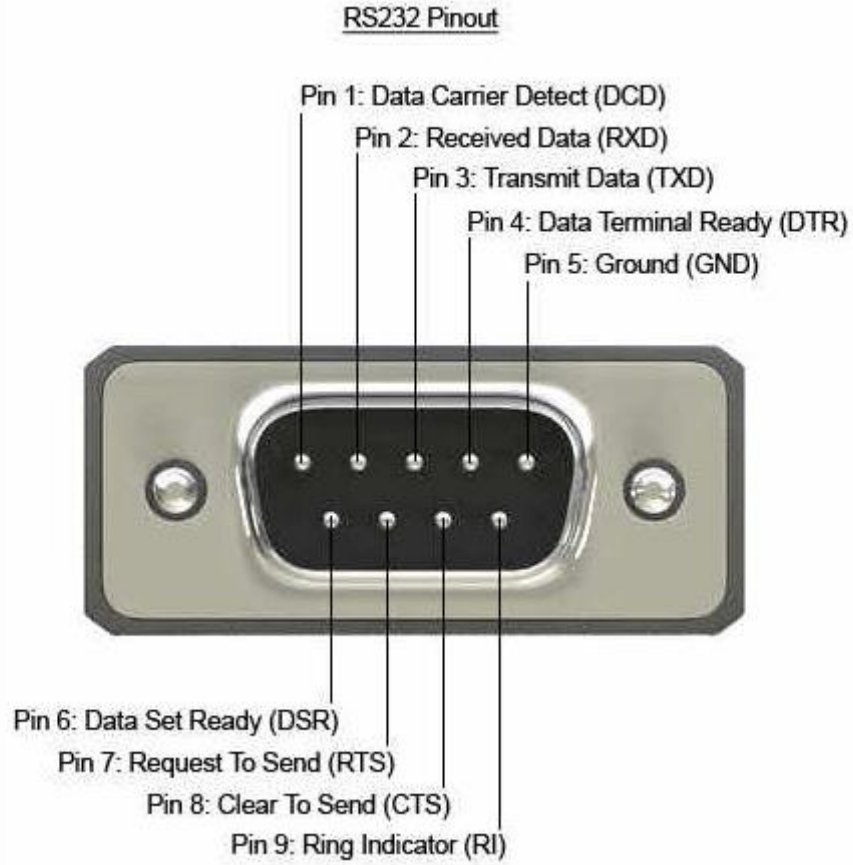 RS232 Pinout
Pin 1: Data Carrier Detect (DCD)
Pin 2: Received Data (RXD)
Pin 3: Transmit Data (TXD)
Pin 4: Data Terminal Ready (DTR)
Pin 5: Ground (GND)
Pin 6: Data Set Ready (DSR)
Pin 7: Request To Send (RTS)
Pin 8: Clear To Send (CTS)
Pin 9: Ring Indicator (RI)